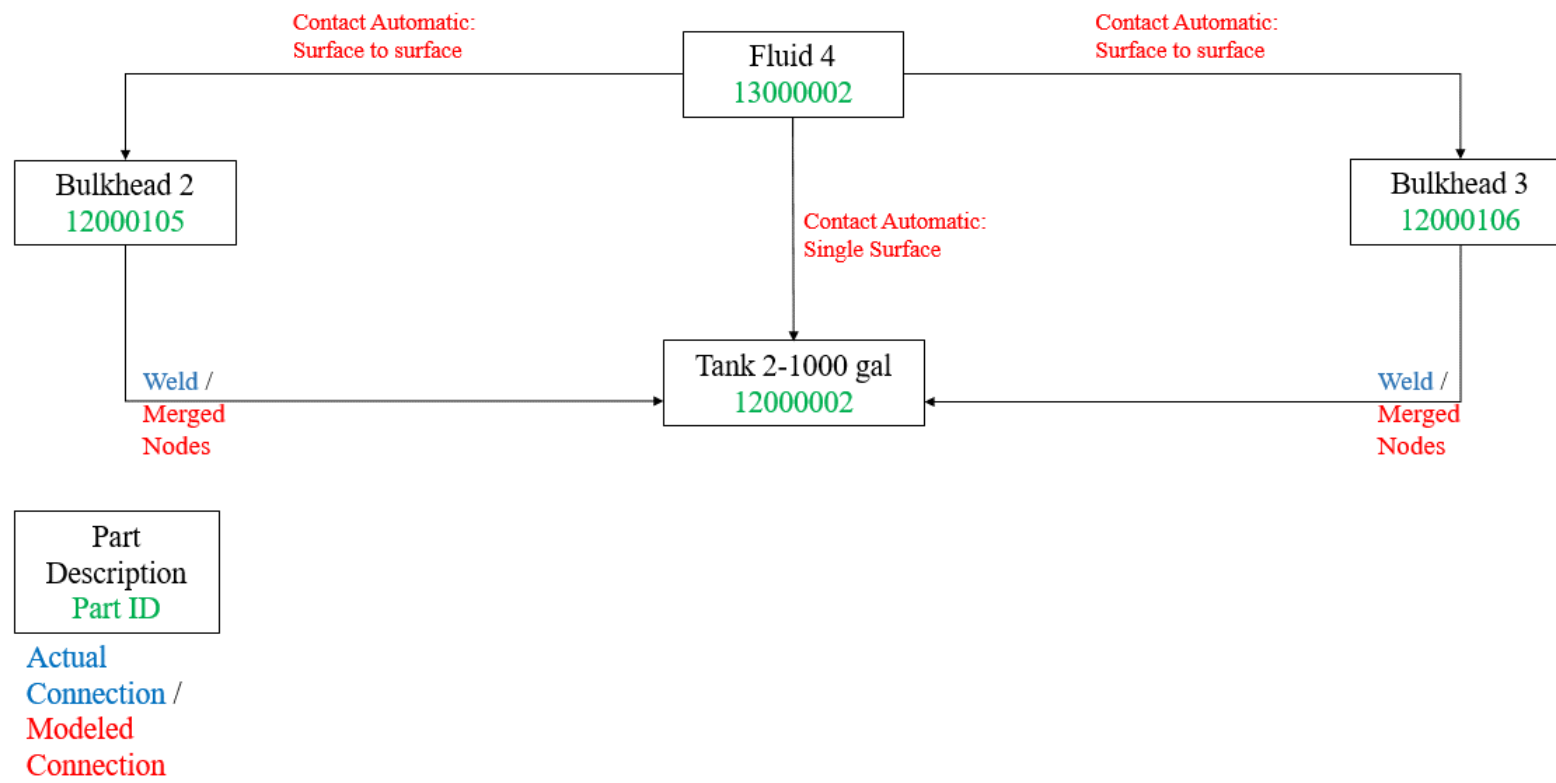 Contact Automatic:
Surface to surface
Fluid 4
13000002
Contact Automatic:
Surface to surface
Bulkhead 2
12000105
Contact Automatic:
Single Surface
Bulkhead 3
12000106
Weld /
Merged
Nodes
Tank 2-1000 gal
12000002
Weld /
Merged
Nodes
Part
Description
Part ID
Actual
Connection /
Modeled
Connection